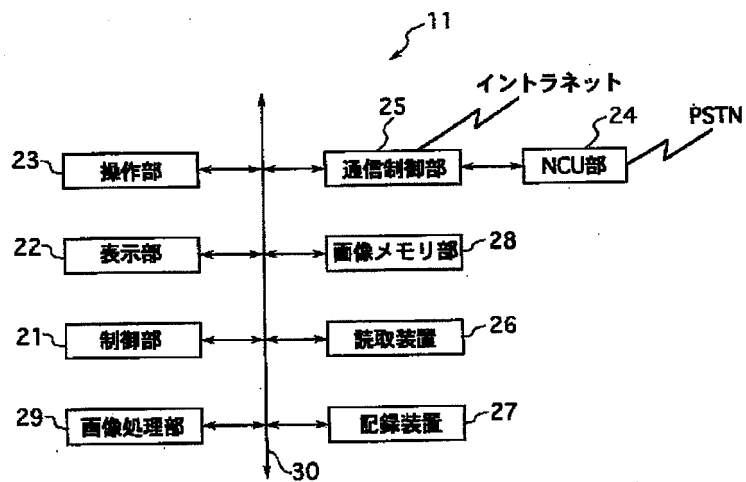 11
イントラネット
25
24
PSTN
23
操作部
通信制御部
NCU部
22
表示部
画像メモリ部
28
21
制御部
読取装置
26
29
画像処理部
記録装置
27
30